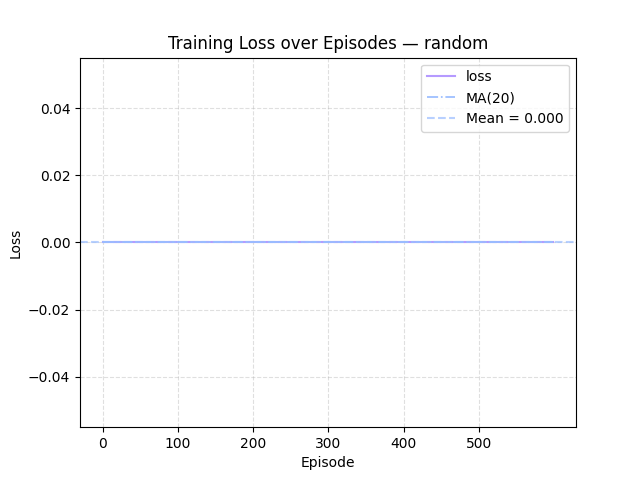 Training Loss over Episodes — random
loss
MA(20)
Mean = 0.000
0.04
0.02
0.00
−0.02
−0.04
Loss
0 100 200 300 400 500
Episode